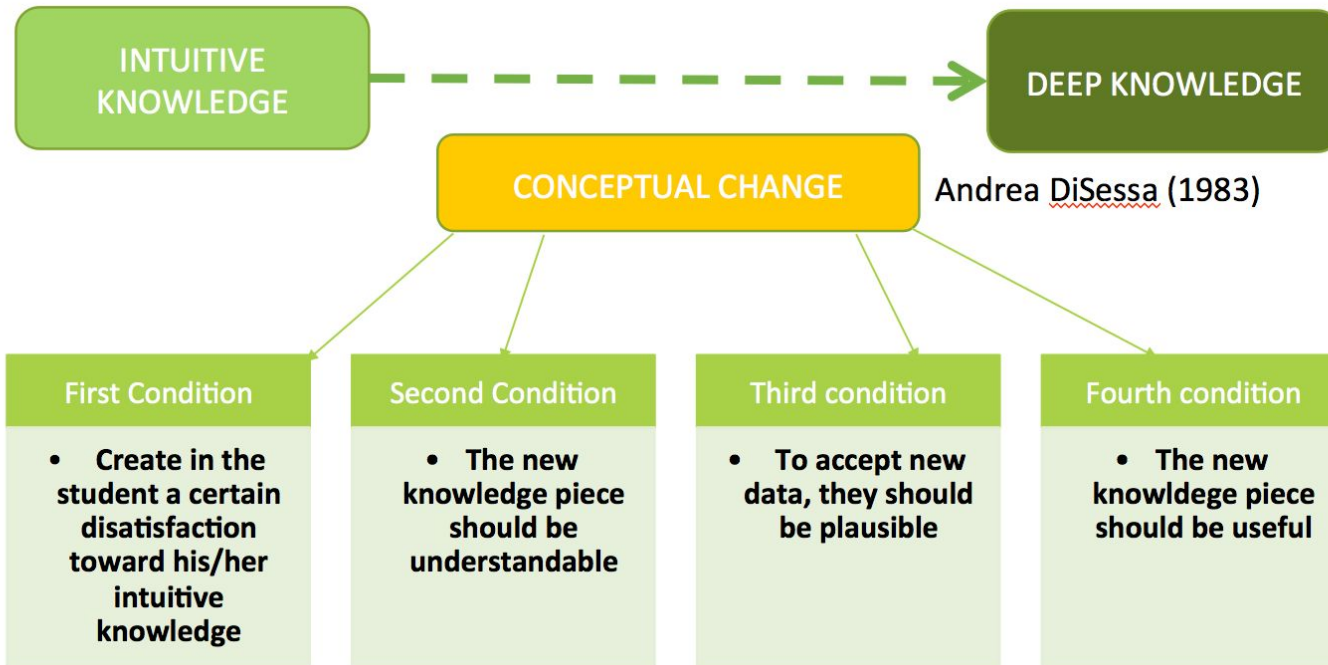 INTUITIVE
KNOWLEDGE
DEEP KNOWLEDGE
CONCEPTUAL CHANGE
Andrea DiSessa (1983)
First Condition
• Create in the
student a certain
disatisfaction
toward his/her
intuitive
knowledge
Second Condition
• The new
knowledge piece
should be
understandable
Third condition
• To accept new
data, they should
be plausible
Fourth condition
• The new
knowldege piece
should be useful